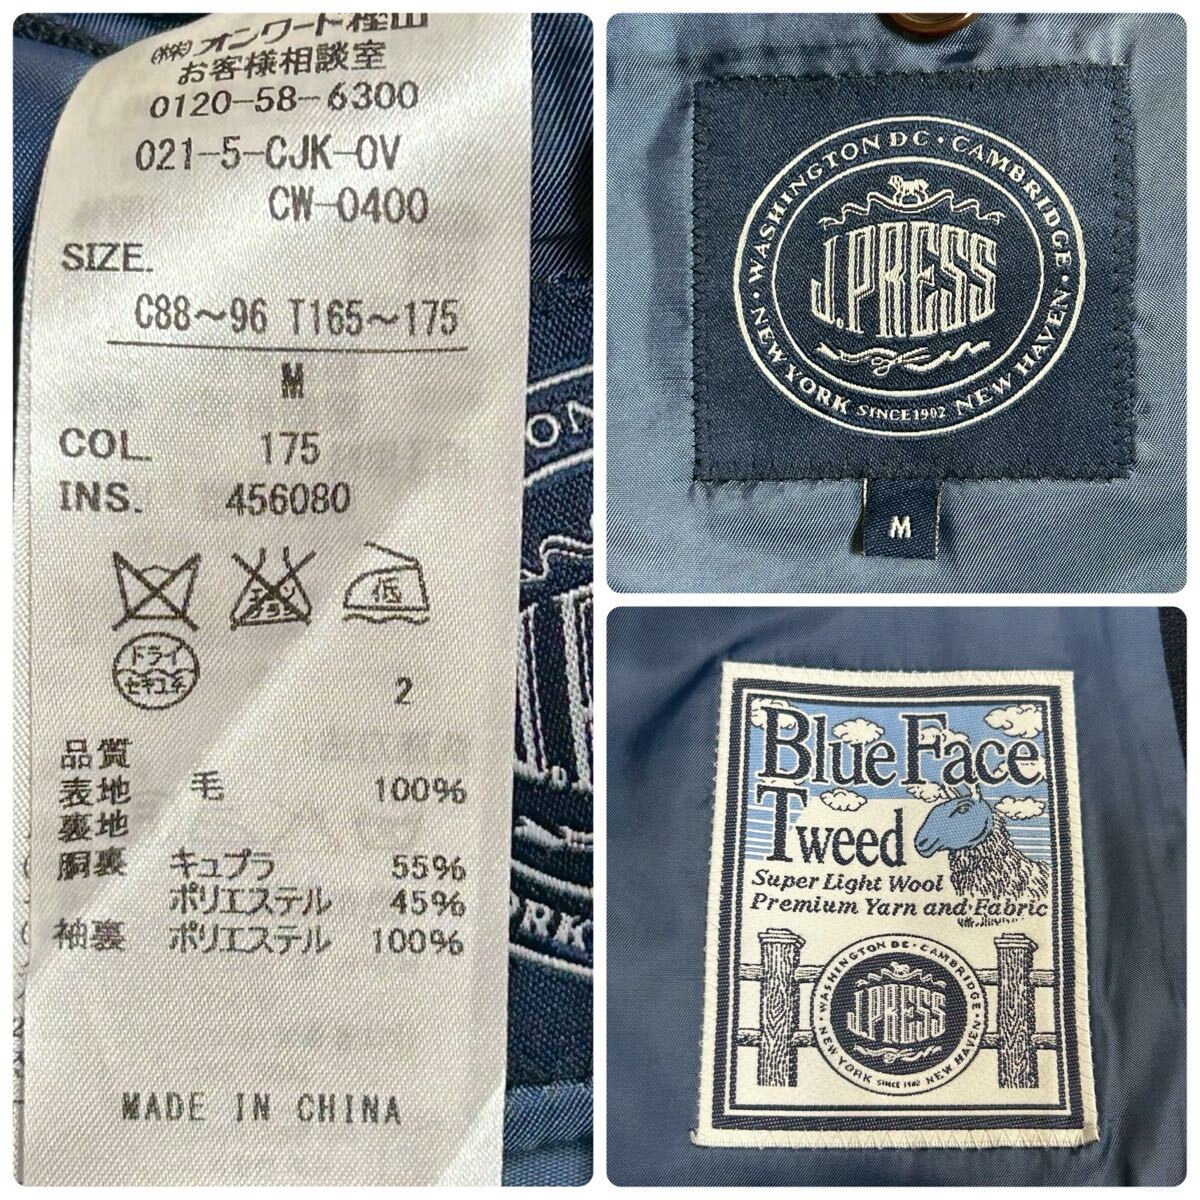 ㈱オンワード樫山
お客様相談室
0120-58-6300
021-5-CJK-OV
CW-0400
SIZE.
C88～96 T165～175
M
COL. 175
INS. 456080
エンソ
低
ドライ
セキユ系
2
品質
表地 毛 100%
裏地
胴裏 キュプラ 55%
ポリエステル 45%
袖裏 ポリエステル 100%
MADE IN CHINA
WASHINGTON DC・CAMBRIDGE・
・NEW YORK SINCE 1902 NEW HAVEN・
J.PRESS
M
Blue Face
Tweed
Super Light Wool
Premium Yarn and Fabric
・WASHINGTON DC・CAMBRIDGE・
J.PRESS
NEW YORK SINCE 1902 NEW HAVEN